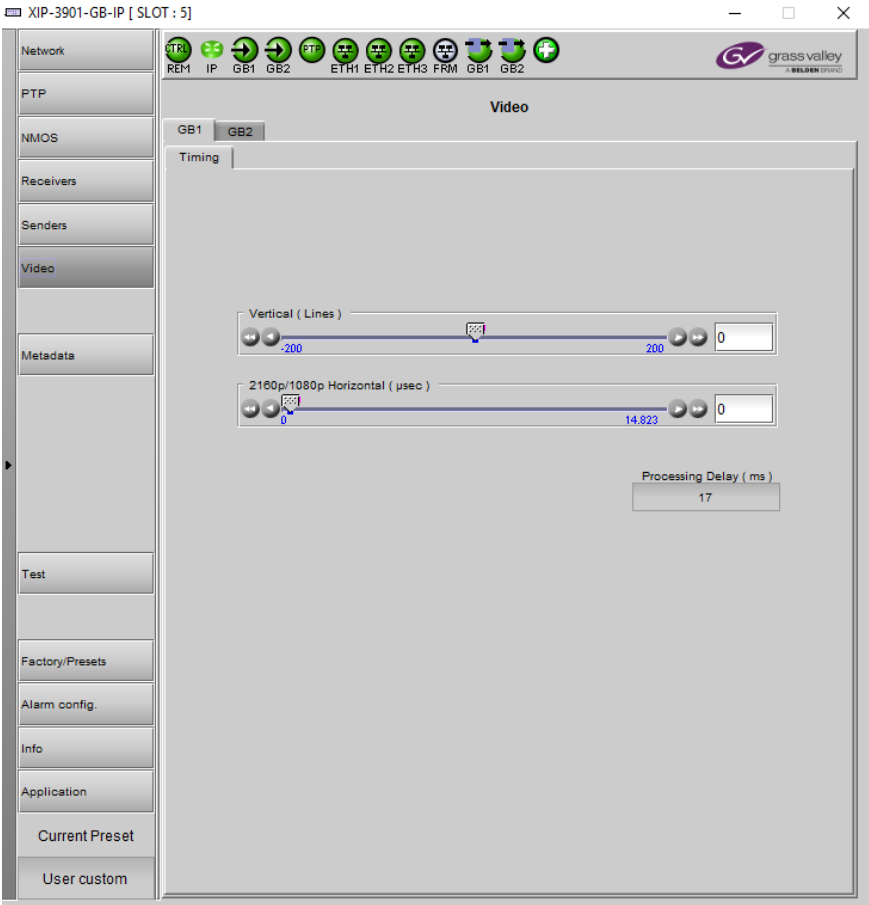 XIP-3901-GB-IP [ SLOT : 5]
Network
PTP
NMOS
Receivers
Senders
Video
Metadata
Test
Factory/Presets
Alarm config.
Info
Application
Current Preset
User custom
CTRL
REM
IP
GB1
GB2
PTP
ETH1
ETH2
ETH3
FRM
GB1
GB2
GV
grass valley
A BELDEN BRAND
Video
GB1
GB2
Timing
Vertical ( Lines )
-200
200
0
2160p/1080p Horizontal ( µsec )
0
14.823
0
Processing Delay ( ms )
17